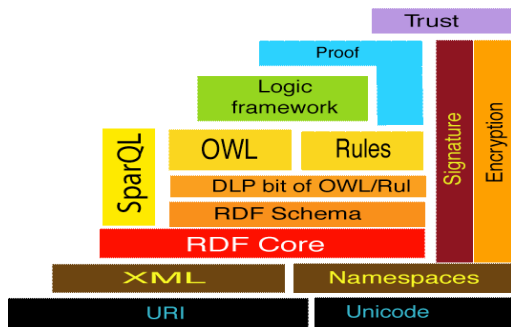 Trust
Proof
Logic
framework
SparQL
OWL
Rules
Signature
Encryption
DLP bit of OWL/Rul
RDF Schema
RDF Core
XML
Namespaces
URI
Unicode